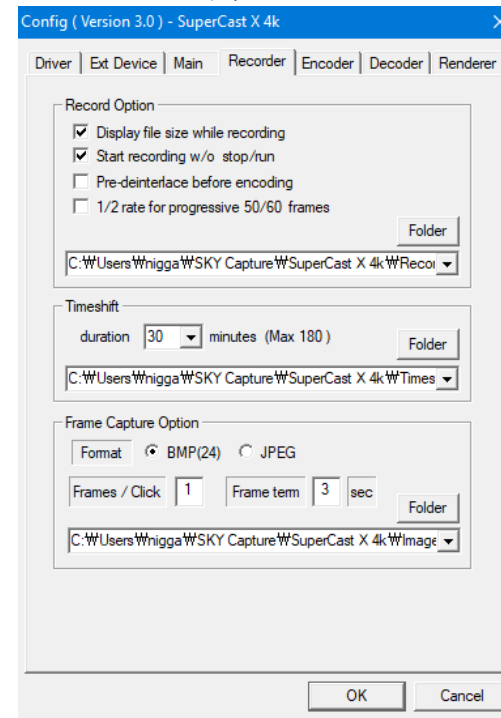 Config ( Version 3.0 ) - SuperCast X 4k
Driver Ext Device Main Recorder Encoder Decoder Renderer
Record Option
Display file size while recording
Start recording w/o stop/run
Pre-deinterlace before encoding
1/2 rate for progressive 50/60 frames
Folder
C:₩Users₩nigga₩SKY Capture₩SuperCast X 4k₩Recor
Timeshift
duration 30 minutes (Max 180 )
Folder
C:₩Users₩nigga₩SKY Capture₩SuperCast X 4k₩Times
Frame Capture Option
Format BMP(24) JPEG
Frames / Click 1 Frame term 3 sec
Folder
C:₩Users₩nigga₩SKY Capture₩SuperCast X 4k₩Image
OK Cancel